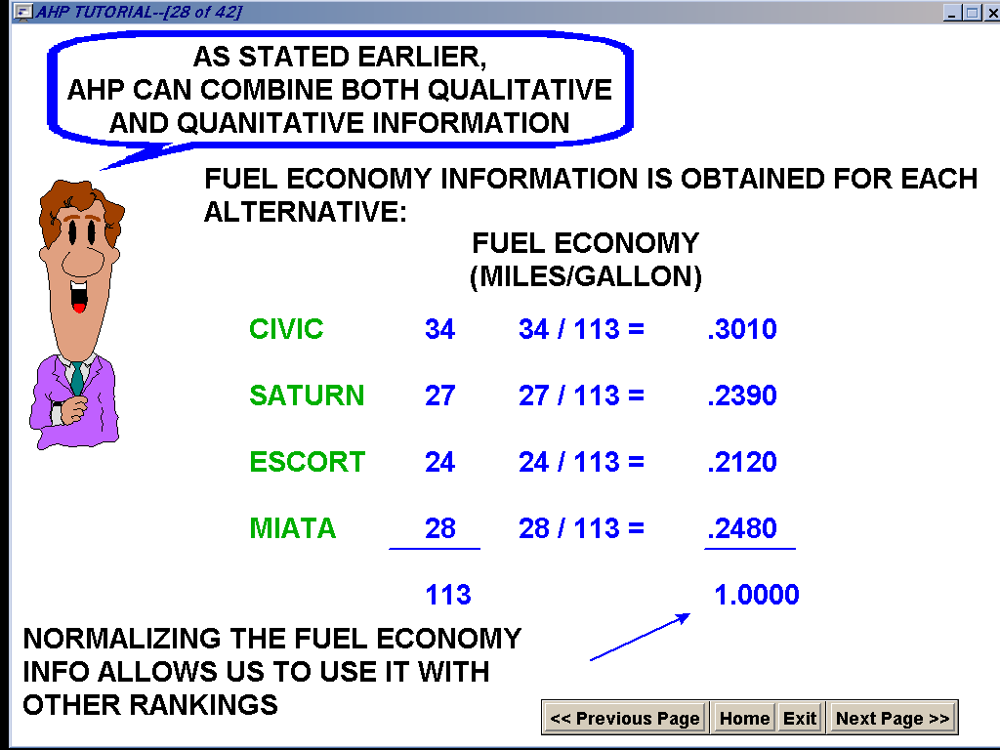 AHP TUTORIAL--[28 of 42]
AS STATED EARLIER,
AHP CAN COMBINE BOTH QUALITATIVE
AND QUANITATIVE INFORMATION
FUEL ECONOMY INFORMATION IS OBTAINED FOR EACH
ALTERNATIVE:
FUEL ECONOMY
(MILES/GALLON)
CIVIC 34 34 / 113 = .3010
SATURN 27 27 / 113 = .2390
ESCORT 24 24 / 113 = .2120
MIATA 28 28 / 113 = .2480
113 1.0000
NORMALIZING THE FUEL ECONOMY
INFO ALLOWS US TO USE IT WITH
OTHER RANKINGS
<< Previous Page Home Exit Next Page >>